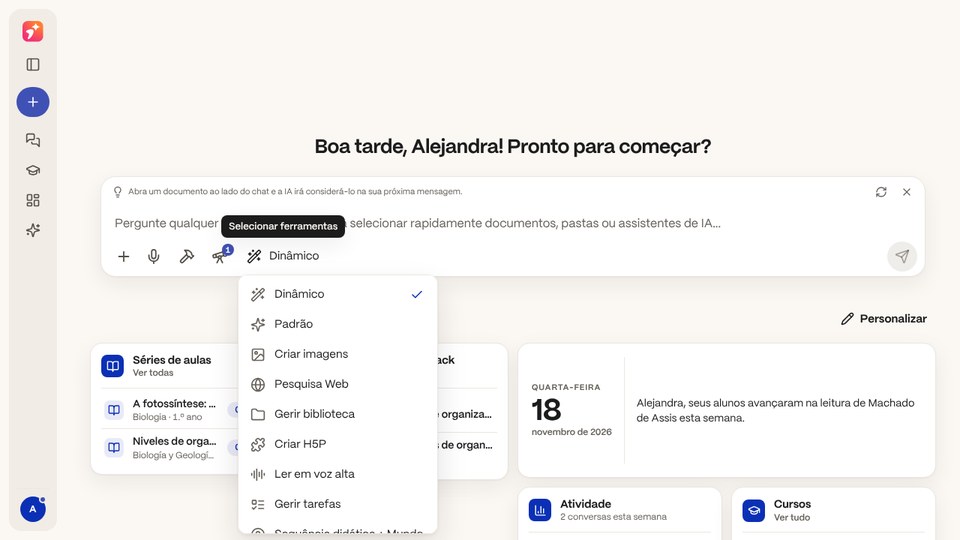 Boa tarde, Alejandra! Pronto para começar?
Abra um documento ao lado do chat e a IA irá considerá-lo na sua próxima mensagem.
Pergunte qualquer
selecionar rapidamente documentos, pastas ou assistentes de IA...
Selecionar ferramentas
1
Dinâmico
Dinâmico
Padrão
Criar imagens
Pesquisa Web
Gerir biblioteca
Criar H5P
Ler em voz alta
Gerir tarefas
Sequência didática + Mundo
Personalizar
Séries de aulas
Ver todas
A fotossíntese: ...
Biologia · 1.º ano
Niveles de orga...
Biología y Geologí...
organiza...
de organ...
QUARTA-FEIRA
18
novembro de 2026
Alejandra, seus alunos avançaram na leitura de Machado
de Assis esta semana.
Atividade
2 conversas esta semana
Cursos
Ver tudo
A